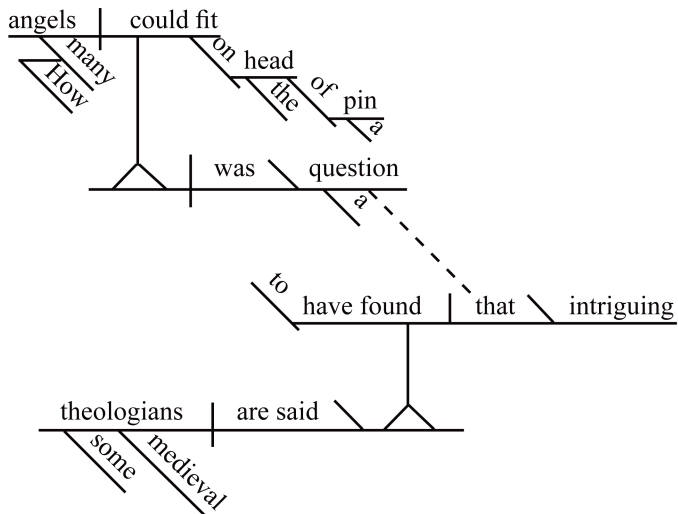 angels could fit
How many on head the of pin a
was question
a
to have found that intriguing
theologians are said
some medieval